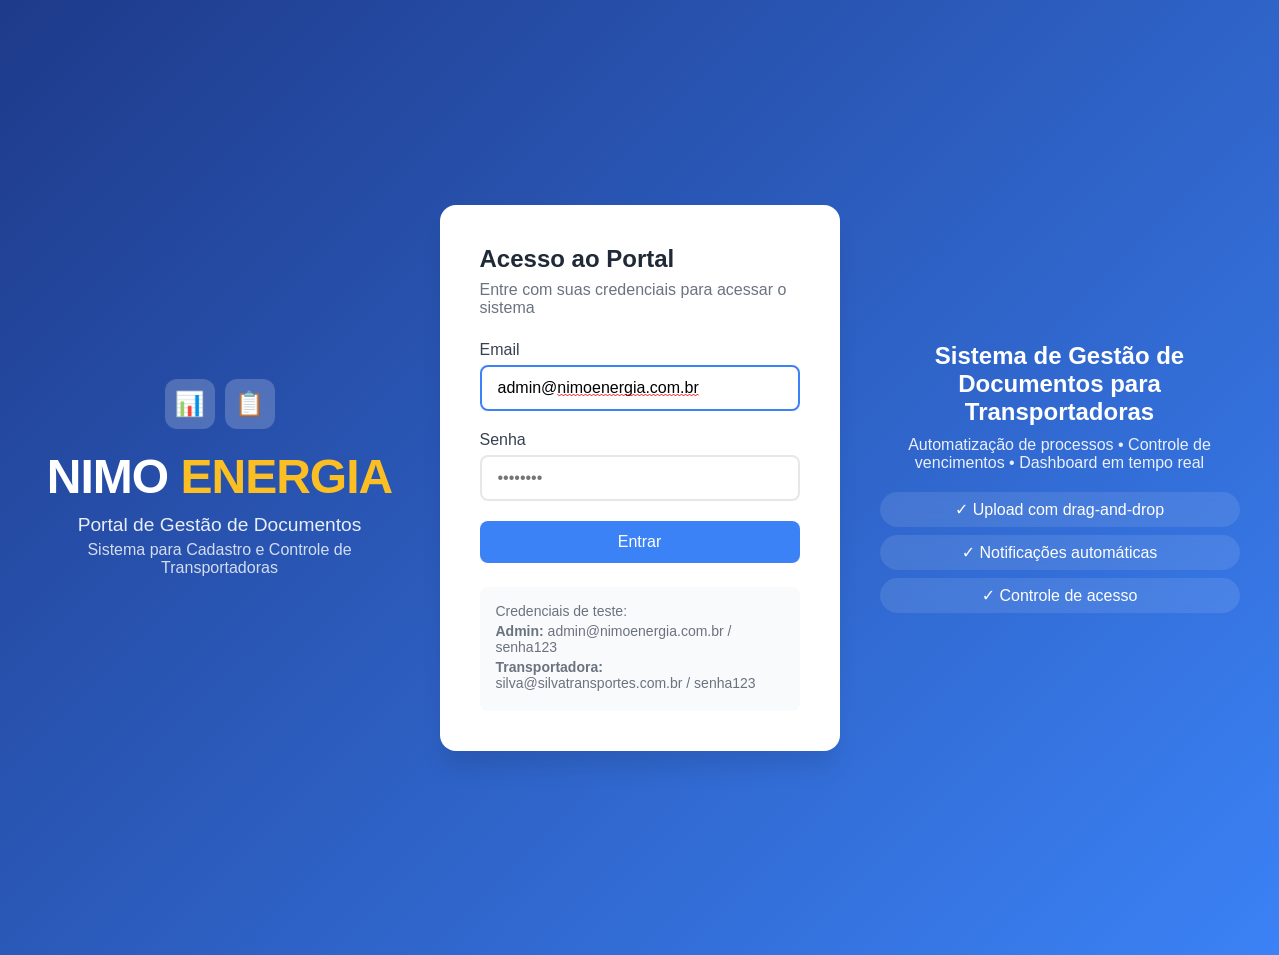 NIMO ENERGIA
Portal de Gestão de Documentos
Sistema para Cadastro e Controle de
Transportadoras
Acesso ao Portal
Entre com suas credenciais para acessar o
sistema
Email
admin@nimoenergia.com.br
Senha
••••••••
Entrar
Credenciais de teste:
Admin: admin@nimoenergia.com.br /
senha123
Transportadora:
silva@silvatransportes.com.br / senha123
Sistema de Gestão de
Documentos para
Transportadoras
Automatização de processos • Controle de
vencimentos • Dashboard em tempo real
✓ Upload com drag-and-drop
✓ Notificações automáticas
✓ Controle de acesso